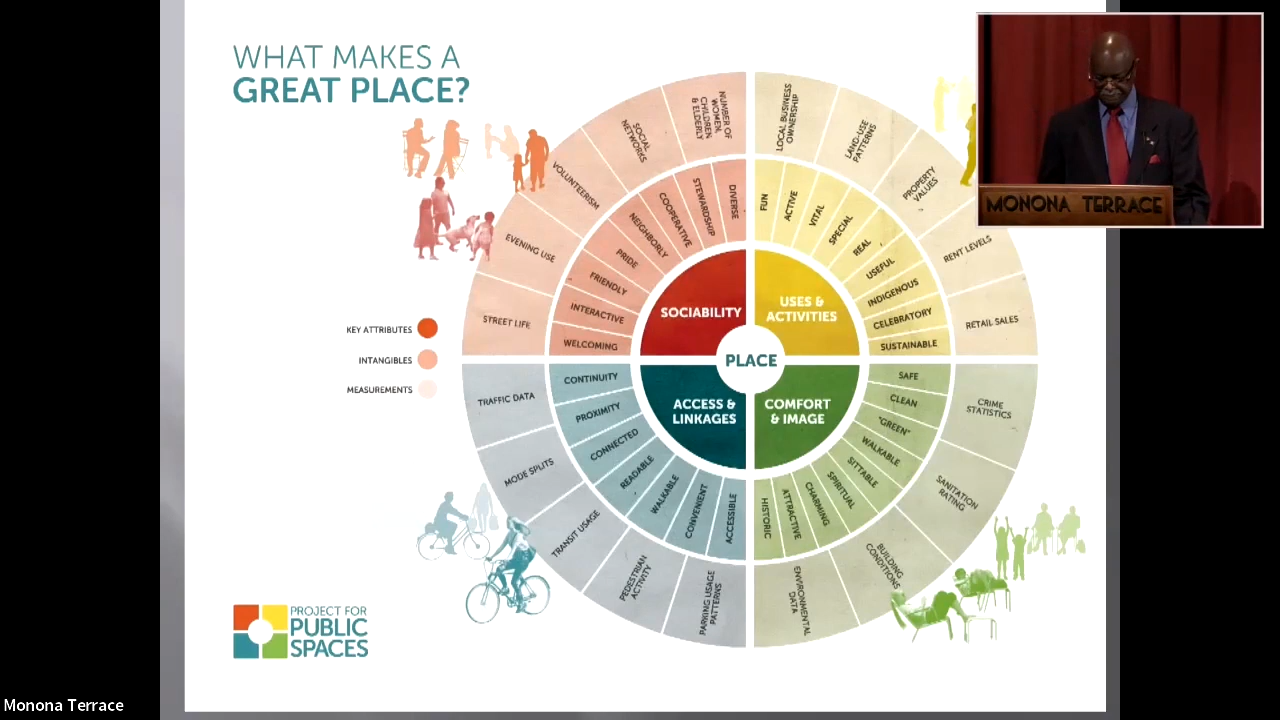 WHAT MAKES A
GREAT PLACE?
MONONA TERRACE
KEY ATTRIBUTES
INTANGIBLES
MEASUREMENTS
PLACE
SOCIABILITY
USES &
ACTIVITIES
ACCESS &
LINKAGES
COMFORT
& IMAGE
WELCOMING
INTERACTIVE
FRIENDLY
PRIDE
NEIGHBORLY
COOPERATIVE
STEWARDSHIP
DIVERSE
STREET LIFE
EVENING USE
VOLUNTEERISM
SOCIAL
NETWORKS
NUMBER OF
WOMEN,
CHILDREN
& ELDERLY
FUN
ACTIVE
VITAL
SPECIAL
REAL
USEFUL
INDIGENOUS
CELEBRATORY
SUSTAINABLE
LOCAL BUSINESS
OWNERSHIP
LAND-USE
PATTERNS
PROPERTY
VALUES
RENT LEVELS
RETAIL SALES
SAFE
CLEAN
"GREEN"
WALKABLE
SITTABLE
SPIRITUAL
CHARMING
ATTRACTIVE
HISTORIC
CRIME
STATISTICS
SANITATION
RATING
BUILDING
CONDITIONS
ENVIRONMENTAL
DATA
CONTINUITY
PROXIMITY
CONNECTED
READABLE
WALKABLE
CONVENIENT
ACCESSIBLE
TRAFFIC DATA
MODE SPLITS
TRANSIT USAGE
PEDESTRIAN
ACTIVITY
PARKING USAGE
PATTERNS
PROJECT FOR
PUBLIC
SPACES
Monona Terrace